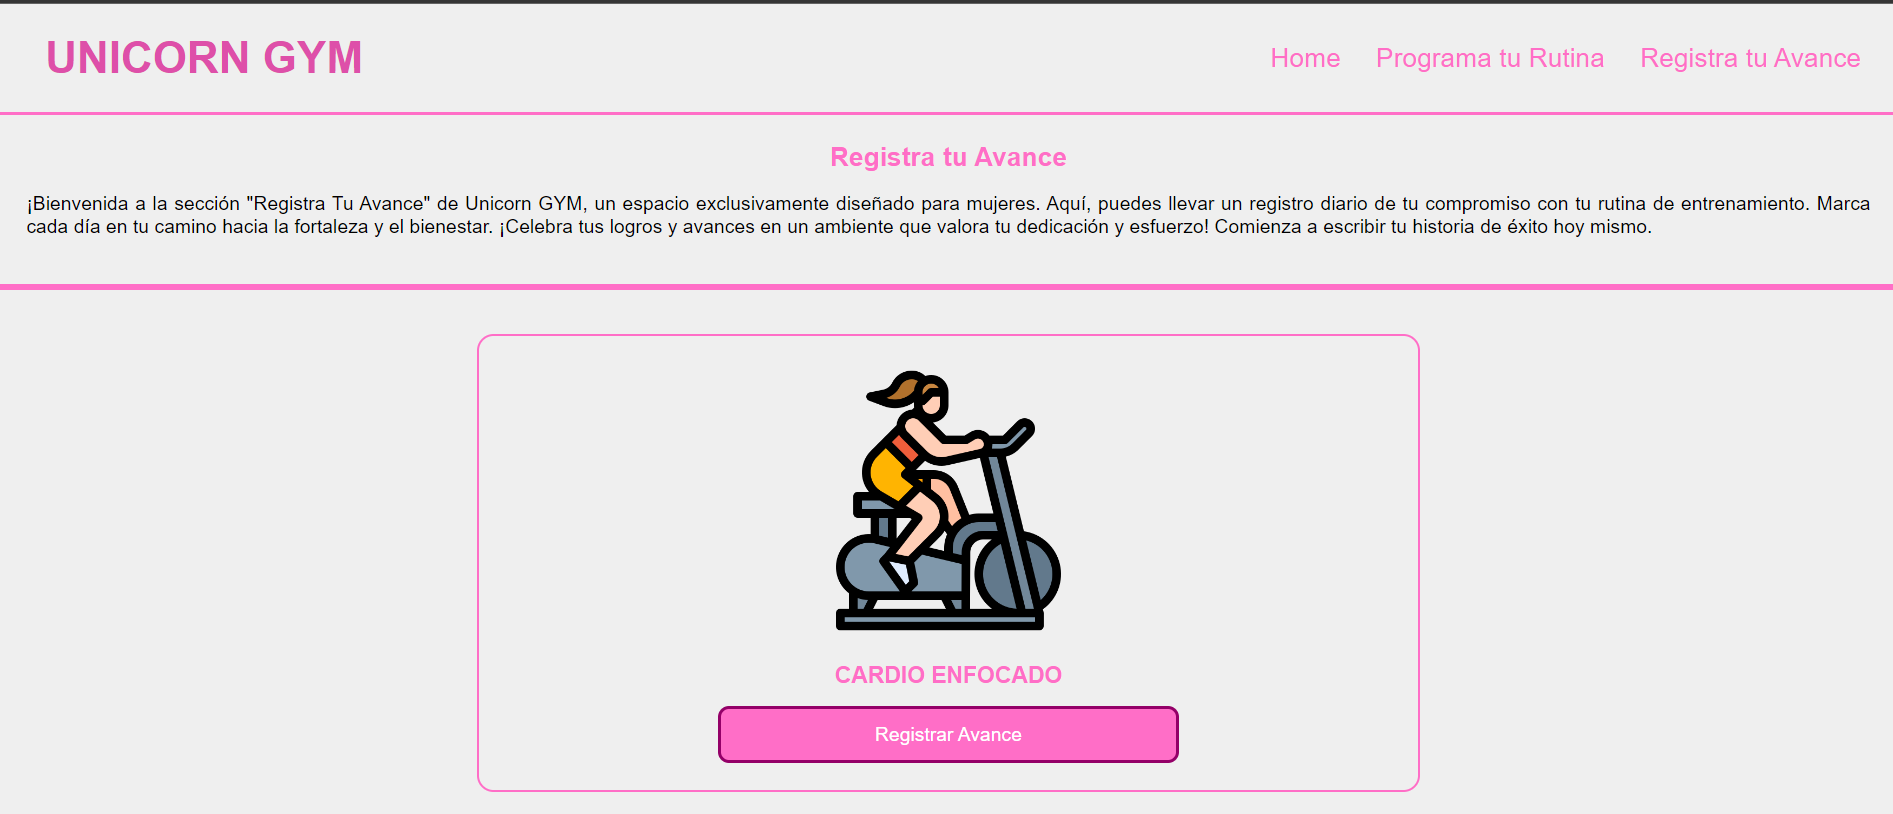 UNICORN GYM
Home Programa tu Rutina Registra tu Avance
Registra tu Avance
¡Bienvenida a la sección "Registra Tu Avance" de Unicorn GYM, un espacio exclusivamente diseñado para mujeres. Aquí, puedes llevar un registro diario de tu compromiso con tu rutina de entrenamiento. Marca
cada día en tu camino hacia la fortaleza y el bienestar. ¡Celebra tus logros y avances en un ambiente que valora tu dedicación y esfuerzo! Comienza a escribir tu historia de éxito hoy mismo.
CARDIO ENFOCADO
Registrar Avance